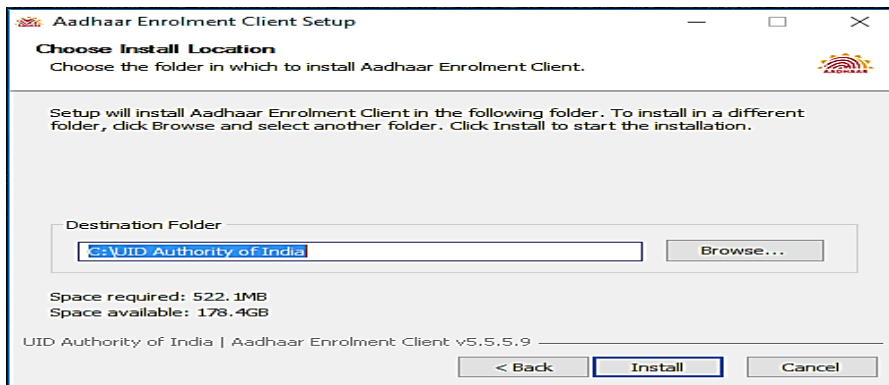 Aadhaar Enrolment Client Setup
Choose Install Location
Choose the folder in which to install Aadhaar Enrolment Client.
AADHAAR
Setup will install Aadhaar Enrolment Client in the following folder. To install in a different
folder, click Browse and select another folder. Click Install to start the installation.
Destination Folder
C:\UID Authority of India
Browse...
Space required: 522.1MB
Space available: 178.4GB
UID Authority of India | Aadhaar Enrolment Client v5.5.5.9
< Back
Install
Cancel